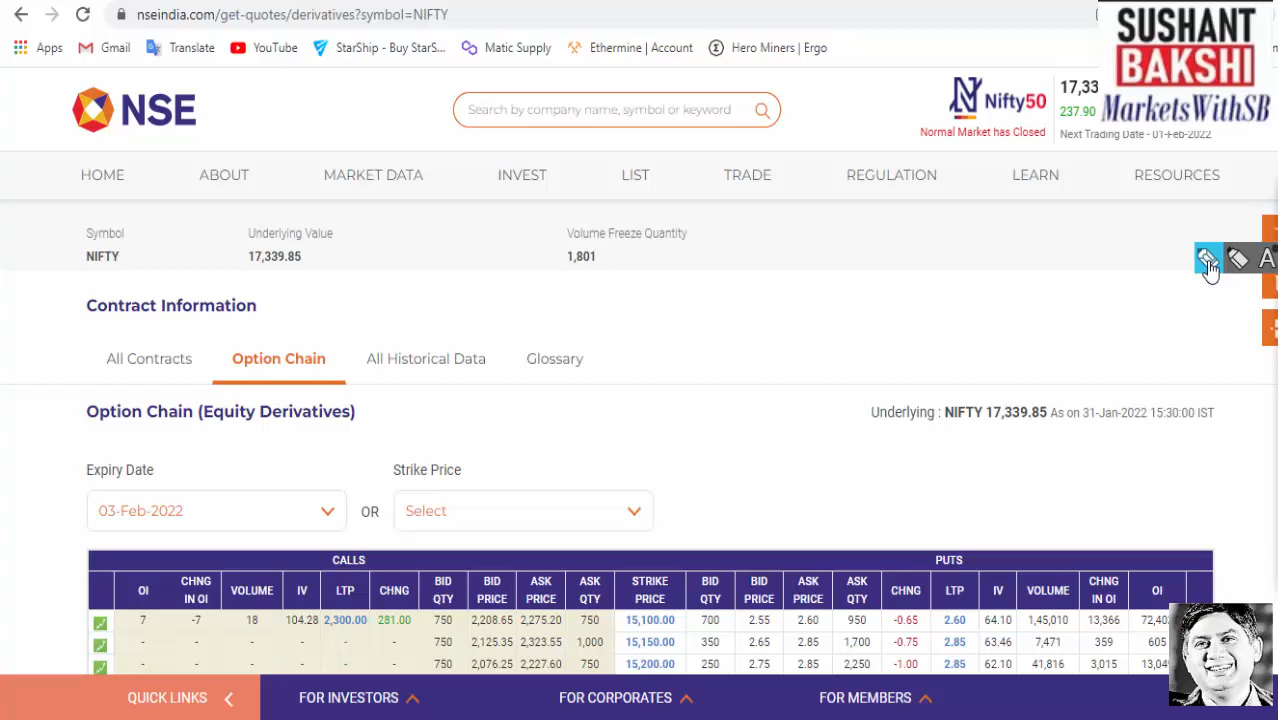 nseindia.com/get-quotes/derivatives?symbol=NIFTY
Apps Gmail Translate YouTube StarShip - Buy StarS... Matic Supply Ethermine | Account Hero Miners | Ergo
SUSHANT
BAKSHI
MarketsWithSB
NSE
Search by company name, symbol or keyword
Nifty50
17,33
237.90
Normal Market has Closed
Next Trading Date - 01-Feb-2022
HOME ABOUT MARKET DATA INVEST LIST TRADE REGULATION LEARN RESOURCES
Symbol Underlying Value Volume Freeze Quantity
NIFTY 17,339.85 1,801
A
Contract Information
All Contracts Option Chain All Historical Data Glossary
Option Chain (Equity Derivatives) Underlying : NIFTY 17,339.85 As on 31-Jan-2022 15:30:00 IST
Expiry Date Strike Price
03-Feb-2022 OR Select
CALLS PUTS
OI CHNG IN OI VOLUME IV LTP CHNG BID QTY BID PRICE ASK PRICE ASK QTY STRIKE PRICE BID QTY BID PRICE ASK PRICE ASK QTY CHNG LTP IV VOLUME CHNG IN OI OI
7 -7 18 104.28 2,300.00 281.00 750 2,208.65 2,275.20 750 15,100.00 700 2.55 2.60 950 -0.65 2.60 64.10 1,45,010 13,366 72,40
- - - - - - 750 2,125.35 2,323.55 1,000 15,150.00 350 2.65 2.85 1,700 -0.75 2.85 63.46 7,471 359 605
- - - - - - 750 2,076.25 2,227.60 750 15,200.00 250 2.75 2.85 2,250 -1.00 2.85 62.10 41,816 3,015 13,04
QUICK LINKS FOR INVESTORS FOR CORPORATES FOR MEMBERS